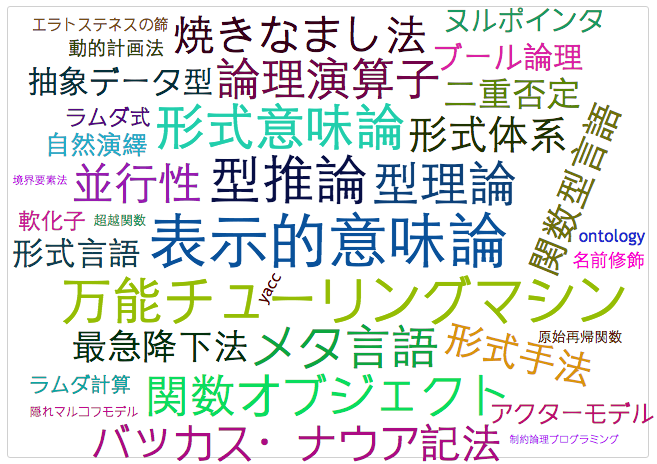 エラトステネスの篩
焼きなまし法
ヌルポインタ
動的計画法
ブール論理
抽象データ型
論理演算子
二重否定
ラムダ式
形式意味論
形式体系
自然演繹
関数型言語
境界要素法
並行性
型推論
型理論
軟化子
超越関数
表示的意味論
ontology
形式言語
名前修飾
yacc
万能チューリングマシン
最急降下法
メタ言語
形式手法
原始再帰関数
ラムダ計算
関数オブジェクト
隠れマルコフモデル
アクターモデル
バッカス・ナウア記法
制約論理プログラミング